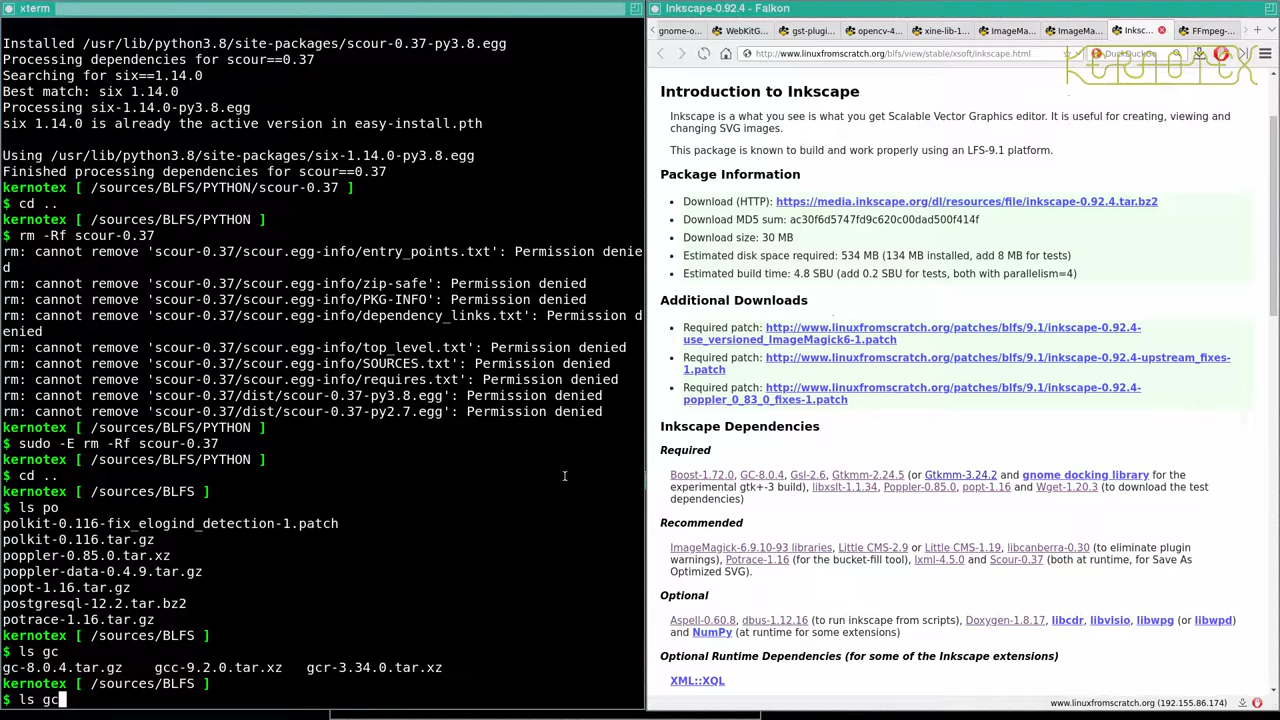 xterm
Installed /usr/lib/python3.8/site-packages/scour-0.37-py3.8.egg
Processing dependencies for scour==0.37
Searching for six==1.14.0
Best match: six 1.14.0
Processing six-1.14.0-py3.8.egg
six 1.14.0 is already the active version in easy-install.pth
Using /usr/lib/python3.8/site-packages/six-1.14.0-py3.8.egg
Finished processing dependencies for scour==0.37
kernotex [ /sources/BLFS/PYTHON/scour-0.37 ]
$ cd ..
kernotex [ /sources/BLFS/PYTHON ]
$ rm -Rf scour-0.37
rm: cannot remove 'scour-0.37/scour.egg-info/entry_points.txt': Permission denie
d
rm: cannot remove 'scour-0.37/scour.egg-info/zip-safe': Permission denied
rm: cannot remove 'scour-0.37/scour.egg-info/PKG-INFO': Permission denied
rm: cannot remove 'scour-0.37/scour.egg-info/dependency_links.txt': Permission d
enied
rm: cannot remove 'scour-0.37/scour.egg-info/top_level.txt': Permission denied
rm: cannot remove 'scour-0.37/scour.egg-info/SOURCES.txt': Permission denied
rm: cannot remove 'scour-0.37/scour.egg-info/requires.txt': Permission denied
rm: cannot remove 'scour-0.37/dist/scour-0.37-py3.8.egg': Permission denied
rm: cannot remove 'scour-0.37/dist/scour-0.37-py2.7.egg': Permission denied
kernotex [ /sources/BLFS/PYTHON ]
$ sudo -E rm -Rf scour-0.37
kernotex [ /sources/BLFS/PYTHON ]
$ cd ..
kernotex [ /sources/BLFS ]
$ ls po
polkit-0.116-fix_elogind_detection-1.patch
polkit-0.116.tar.gz
poppler-0.85.0.tar.xz
poppler-data-0.4.9.tar.gz
popt-1.16.tar.gz
postgresql-12.2.tar.bz2
potrace-1.16.tar.gz
kernotex [ /sources/BLFS ]
$ ls gc
gc-8.0.4.tar.gz    gcc-9.2.0.tar.xz   gcr-3.34.0.tar.xz
kernotex [ /sources/BLFS ]
$ ls gc
Inkscape-0.92.4 - Falkon
gnome-o... WebKitG... gst-plugin... opencv-4... xine-lib-1... ImageMa... ImageMa... Inksc... FFmpeg-...
http://www.linuxfromscratch.org/blfs/view/stable/xsoft/inkscape.html DuckDuckGo
KERNOTEX
Introduction to Inkscape
Inkscape is a what you see is what you get Scalable Vector Graphics editor. It is useful for creating, viewing and
changing SVG images.
This package is known to build and work properly using an LFS-9.1 platform.
Package Information
• Download (HTTP): https://media.inkscape.org/dl/resources/file/inkscape-0.92.4.tar.bz2
• Download MD5 sum: ac30f6d5747fd9c620c00dad500f414f
• Download size: 30 MB
• Estimated disk space required: 534 MB (134 MB installed, add 8 MB for tests)
• Estimated build time: 4.8 SBU (add 0.2 SBU for tests, both with parallelism=4)
Additional Downloads
• Required patch: http://www.linuxfromscratch.org/patches/blfs/9.1/inkscape-0.92.4-
use_versioned_ImageMagick6-1.patch
• Required patch: http://www.linuxfromscratch.org/patches/blfs/9.1/inkscape-0.92.4-upstream_fixes-
1.patch
• Required patch: http://www.linuxfromscratch.org/patches/blfs/9.1/inkscape-0.92.4-
poppler_0_83_0_fixes-1.patch
Inkscape Dependencies
Required
Boost-1.72.0, GC-8.0.4, Gsl-2.6, Gtkmm-2.24.5 (or Gtkmm-3.24.2 and gnome docking library for the
experimental gtk+-3 build), libxslt-1.1.34, Poppler-0.85.0, popt-1.16 and Wget-1.20.3 (to download the test
dependencies)
Recommended
ImageMagick-6.9.10-93 libraries, Little CMS-2.9 or Little CMS-1.19, libcanberra-0.30 (to eliminate plugin
warnings), Potrace-1.16 (for the bucket-fill tool), lxml-4.5.0 and Scour-0.37 (both at runtime, for Save As
Optimized SVG).
Optional
Aspell-0.60.8, dbus-1.12.16 (to run inkscape from scripts), Doxygen-1.8.17, libcdr, libvisio, libwpg (or libwpd)
and NumPy (at runtime for some extensions)
Optional Runtime Dependencies (for some of the Inkscape extensions)
XML::XQL
www.linuxfromscratch.org (192.155.86.174)